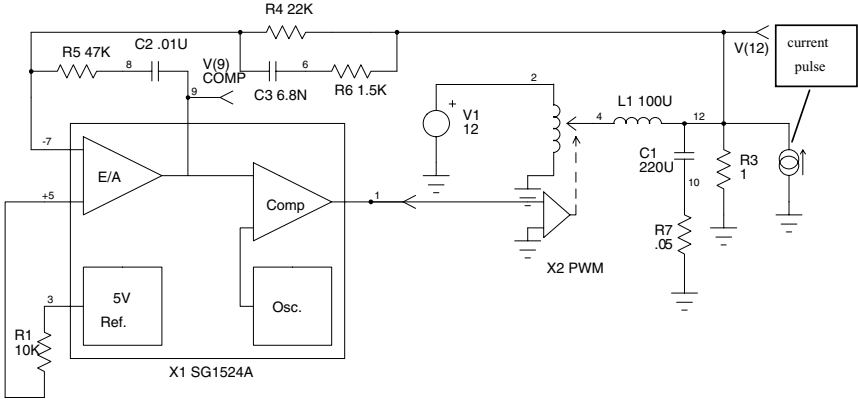 R4 22K
R5 47K
C2 .01U
8
V(9)
COMP
9
6
C3 6.8N
R6 1.5K
V(12)
current
pulse
2
V1
12
+
4
L1 100U
12
C1
220U
10
R3
1
R7
.05
-7
E/A
+5
Comp
1
X2 PWM
3
5V
Ref.
Osc.
R1
10K
X1 SG1524A